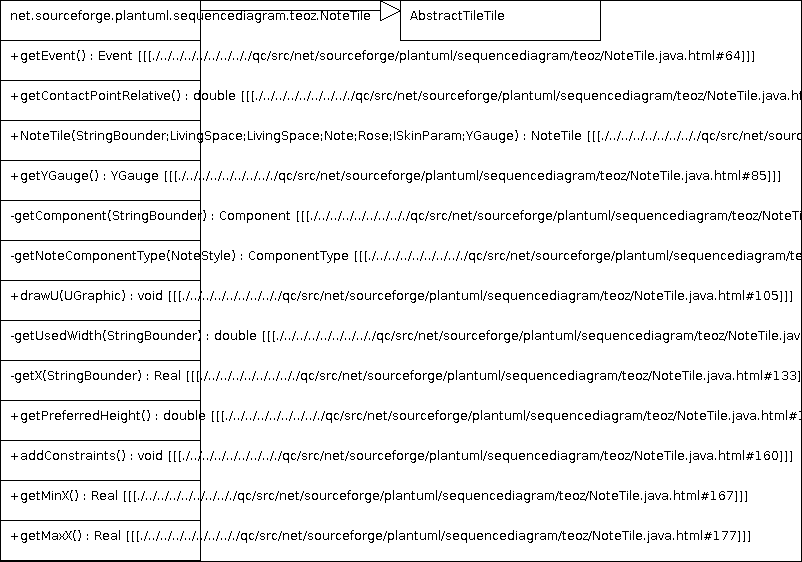 net.sourceforge.plantuml.sequencediagram.teoz.NoteTile
AbstractTileTile
+getEvent() : Event [[[./../../../../../../../qc/src/net/sourceforge/plantuml/sequencediagram/teoz/NoteTile.java.html#64]]]
+getContactPointRelative() : double [[[./../../../../../../../qc/src/net/sourceforge/plantuml/sequencediagram/teoz/NoteTile.java.ht
+NoteTile(StringBounder;LivingSpace;LivingSpace;Note;Rose;ISkinParam;YGauge) : NoteTile [[[./../../../../../../../qc/src/net/sourc
+getYGauge() : YGauge [[[./../../../../../../../qc/src/net/sourceforge/plantuml/sequencediagram/teoz/NoteTile.java.html#85]]]
-getComponent(StringBounder) : Component [[[./../../../../../../../qc/src/net/sourceforge/plantuml/sequencediagram/teoz/NoteTi
-getNoteComponentType(NoteStyle) : ComponentType [[[./../../../../../../../qc/src/net/sourceforge/plantuml/sequencediagram/te
+drawU(UGraphic) : void [[[./../../../../../../../qc/src/net/sourceforge/plantuml/sequencediagram/teoz/NoteTile.java.html#105]]]
-getUsedWidth(StringBounder) : double [[[./../../../../../../../qc/src/net/sourceforge/plantuml/sequencediagram/teoz/NoteTile.jav
-getX(StringBounder) : Real [[[./../../../../../../../qc/src/net/sourceforge/plantuml/sequencediagram/teoz/NoteTile.java.html#133]
+getPreferredHeight() : double [[[./../../../../../../../qc/src/net/sourceforge/plantuml/sequencediagram/teoz/NoteTile.java.html#1
+addConstraints() : void [[[./../../../../../../../qc/src/net/sourceforge/plantuml/sequencediagram/teoz/NoteTile.java.html#160]]]
+getMinX() : Real [[[./../../../../../../../qc/src/net/sourceforge/plantuml/sequencediagram/teoz/NoteTile.java.html#167]]]
+getMaxX() : Real [[[./../../../../../../../qc/src/net/sourceforge/plantuml/sequencediagram/teoz/NoteTile.java.html#177]]]